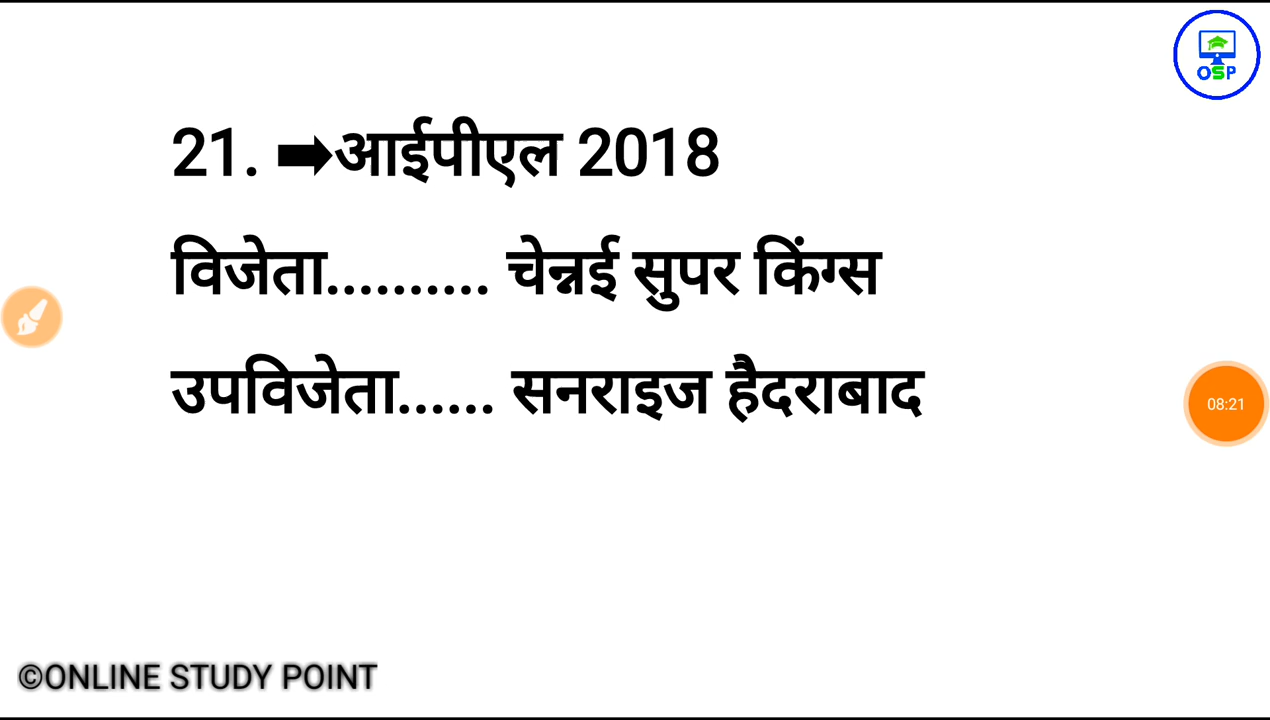 OSP
21. ➡आईपीएल 2018
विजेता.......... चेन्नई सुपर किंग्स
उपविजेता...... सनराइज हैदराबाद
08:21
©ONLINE STUDY POINT